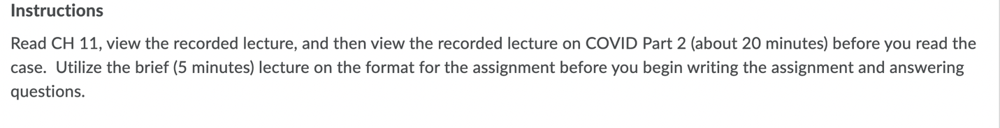 Instructions
Read CH 11, view the recorded lecture, and then view the recorded lecture on COVID Part 2 (about 20 minutes) before you read the
case.  Utilize the brief (5 minutes) lecture on the format for the assignment before you begin writing the assignment and answering
questions.